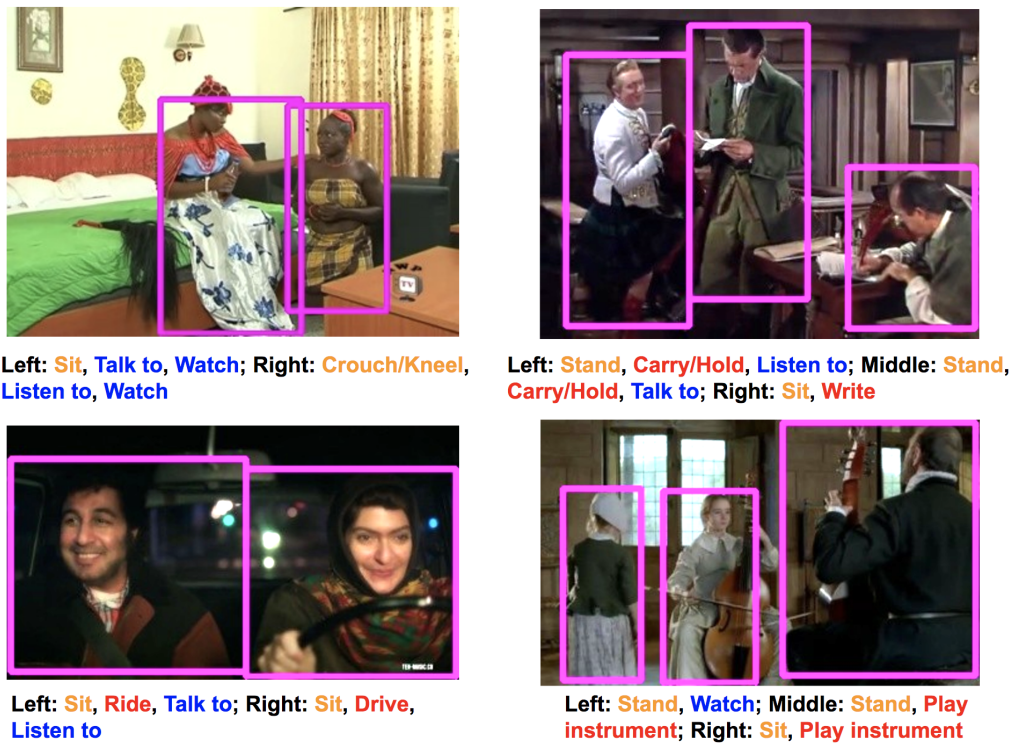 TV
Left: Sit, Talk to, Watch; Right: Crouch/Kneel,
Listen to, Watch
Left: Stand, Carry/Hold, Listen to; Middle: Stand,
Carry/Hold, Talk to; Right: Sit, Write
Left: Sit, Ride, Talk to; Right: Sit, Drive,
Listen to
Left: Stand, Watch; Middle: Stand, Play
instrument; Right: Sit, Play instrument